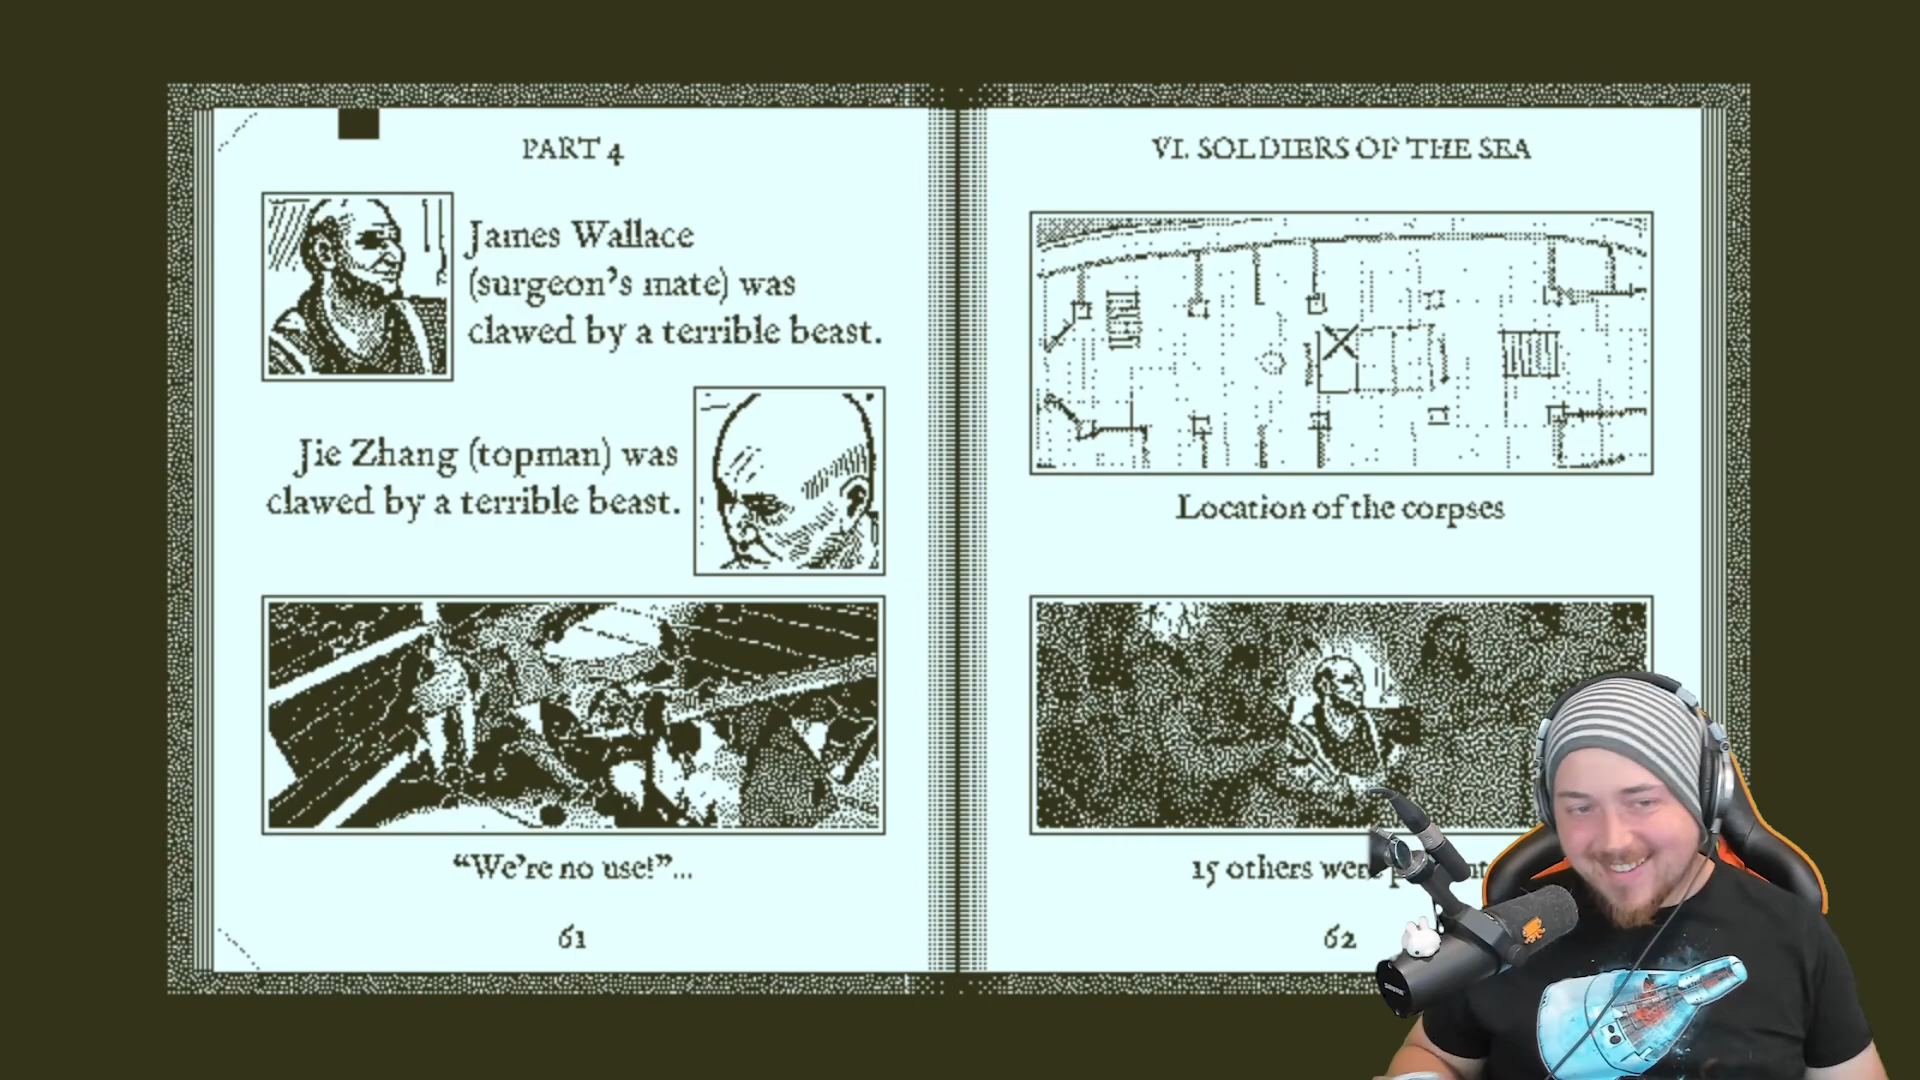 PART 4
James Wallace
(surgeon's mate) was
clawed by a terrible beast.
Jie Zhang (topman) was
clawed by a terrible beast.
“We're no use!”...
61
VI. SOLDIERS OF THE SEA
Location of the corpses
15 others were
62